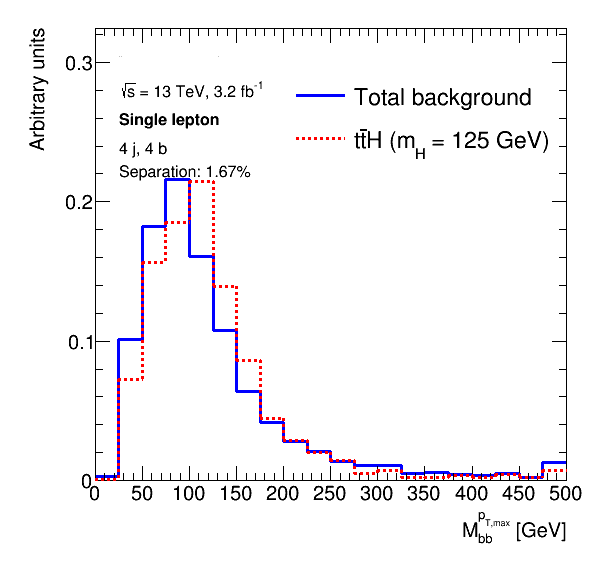 Arbitrary units
0.3
0.2
0.1
0
√s = 13 TeV, 3.2 fb⁻¹
Single lepton
4 j, 4 b
Separation: 1.67%
Total background
tt̄H (m_H = 125 GeV)
0 50 100 150 200 250 300 350 400 450 500
M_bb^{p_T,max} [GeV]